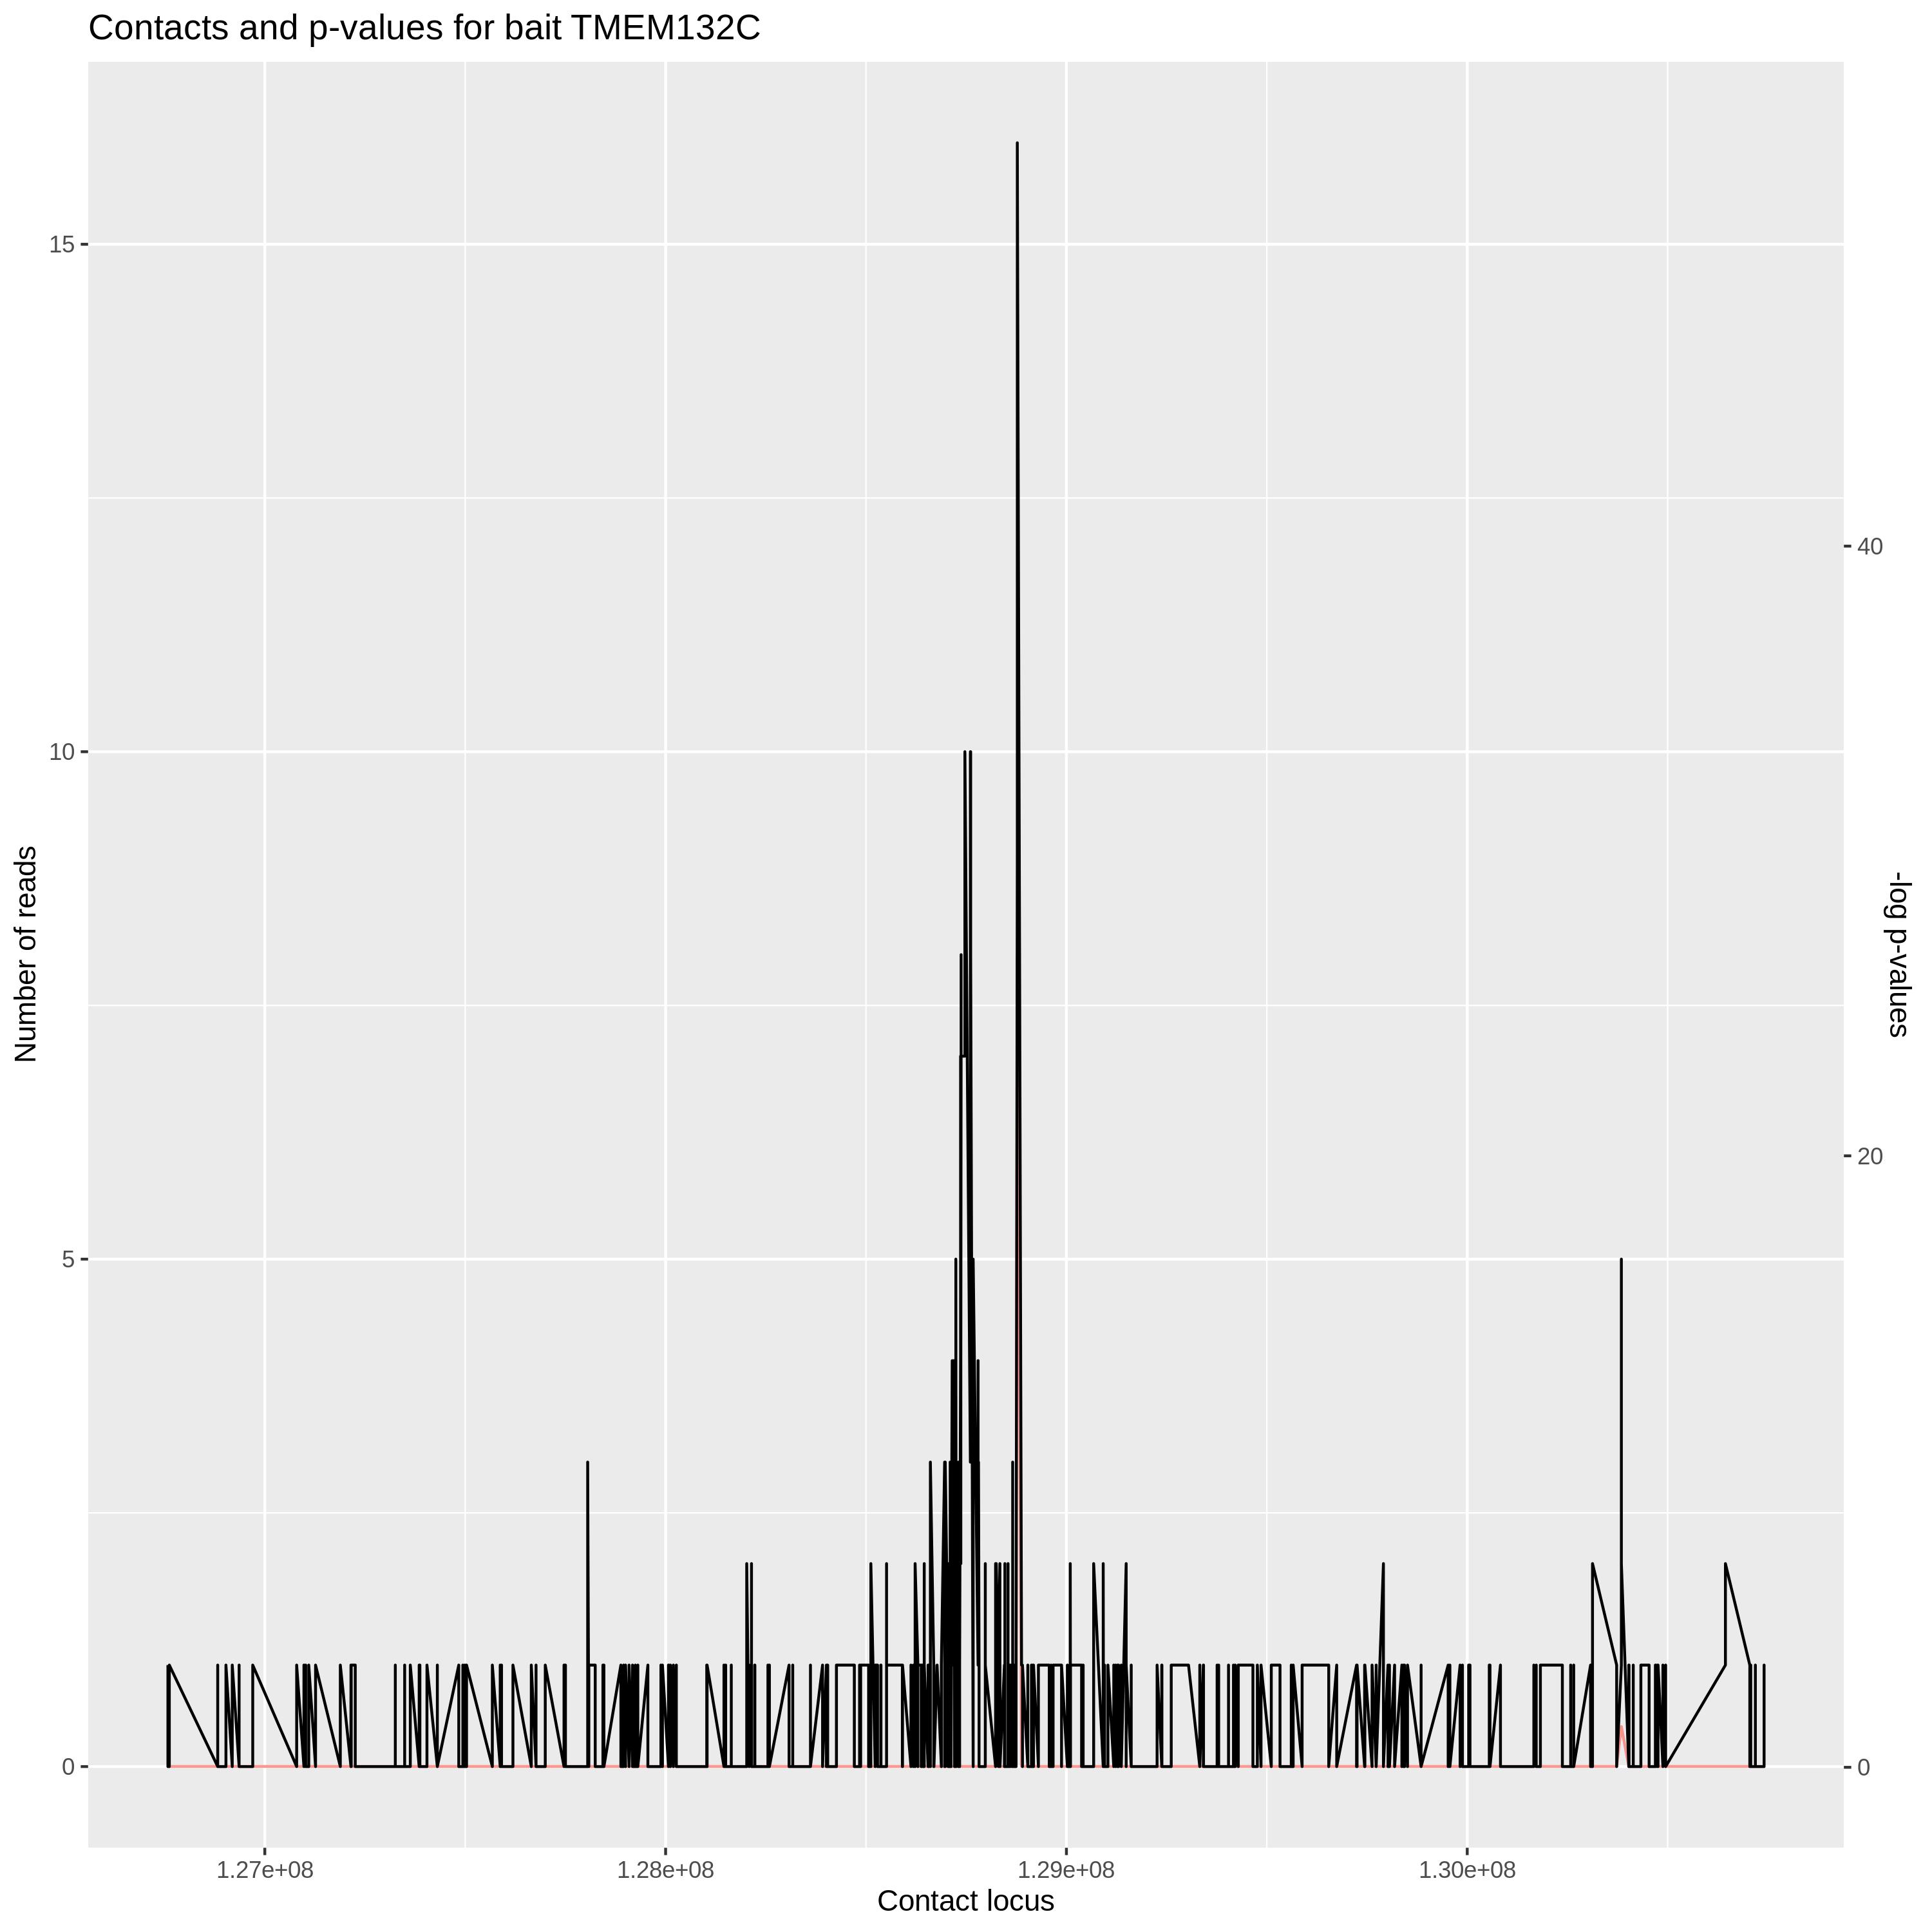 Contacts and p-values for bait TMEM132C
15
10
5
0
Number of reads
40
20
0
-log p-values
1.27e+08
1.28e+08
1.29e+08
1.30e+08
Contact locus